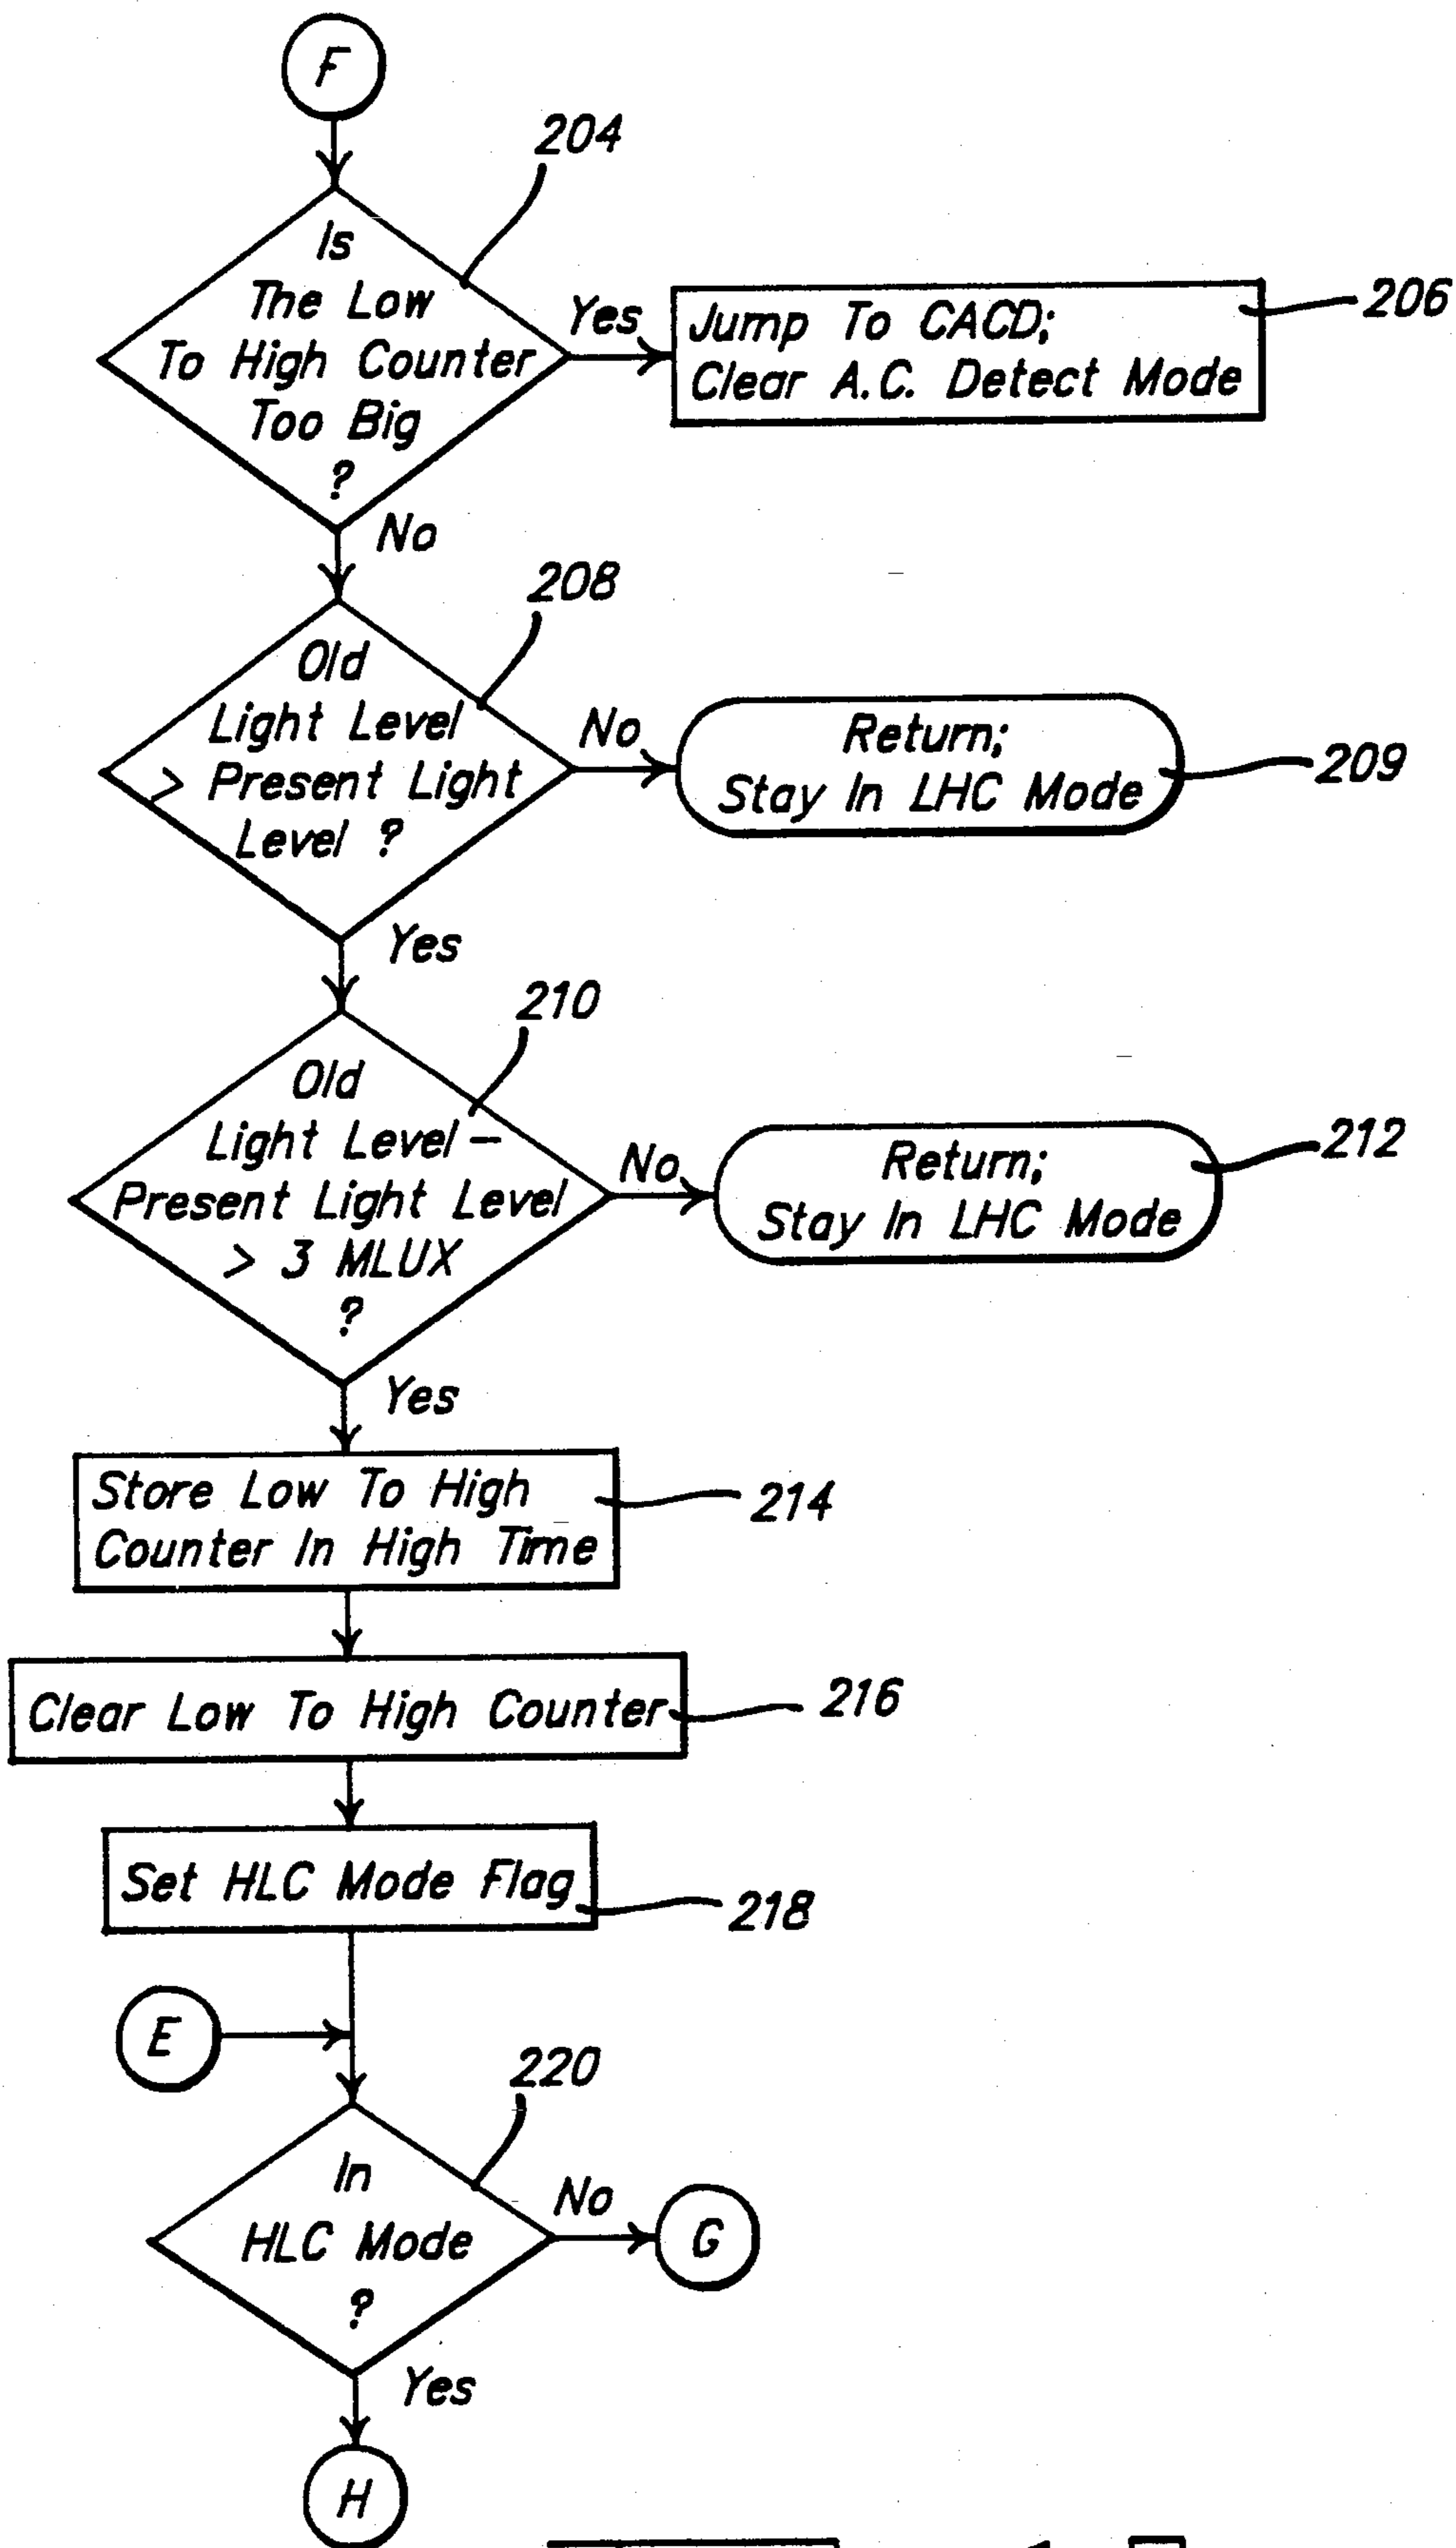 F
204
Is
The Low
To High Counter
Too Big
?
Yes
Jump To CACD;
Clear A.C. Detect Mode
206
No
208
Old
Light Level
> Present Light
Level ?
No
Return;
Stay In LHC Mode
209
Yes
210
Old
Light Level –
Present Light Level
> 3 MLUX
?
No
Return;
Stay In LHC Mode
212
Yes
Store Low To High
Counter In High Time
214
Clear Low To High Counter
216
Set HLC Mode Flag
218
E
220
In
HLC Mode
?
No
G
Yes
H